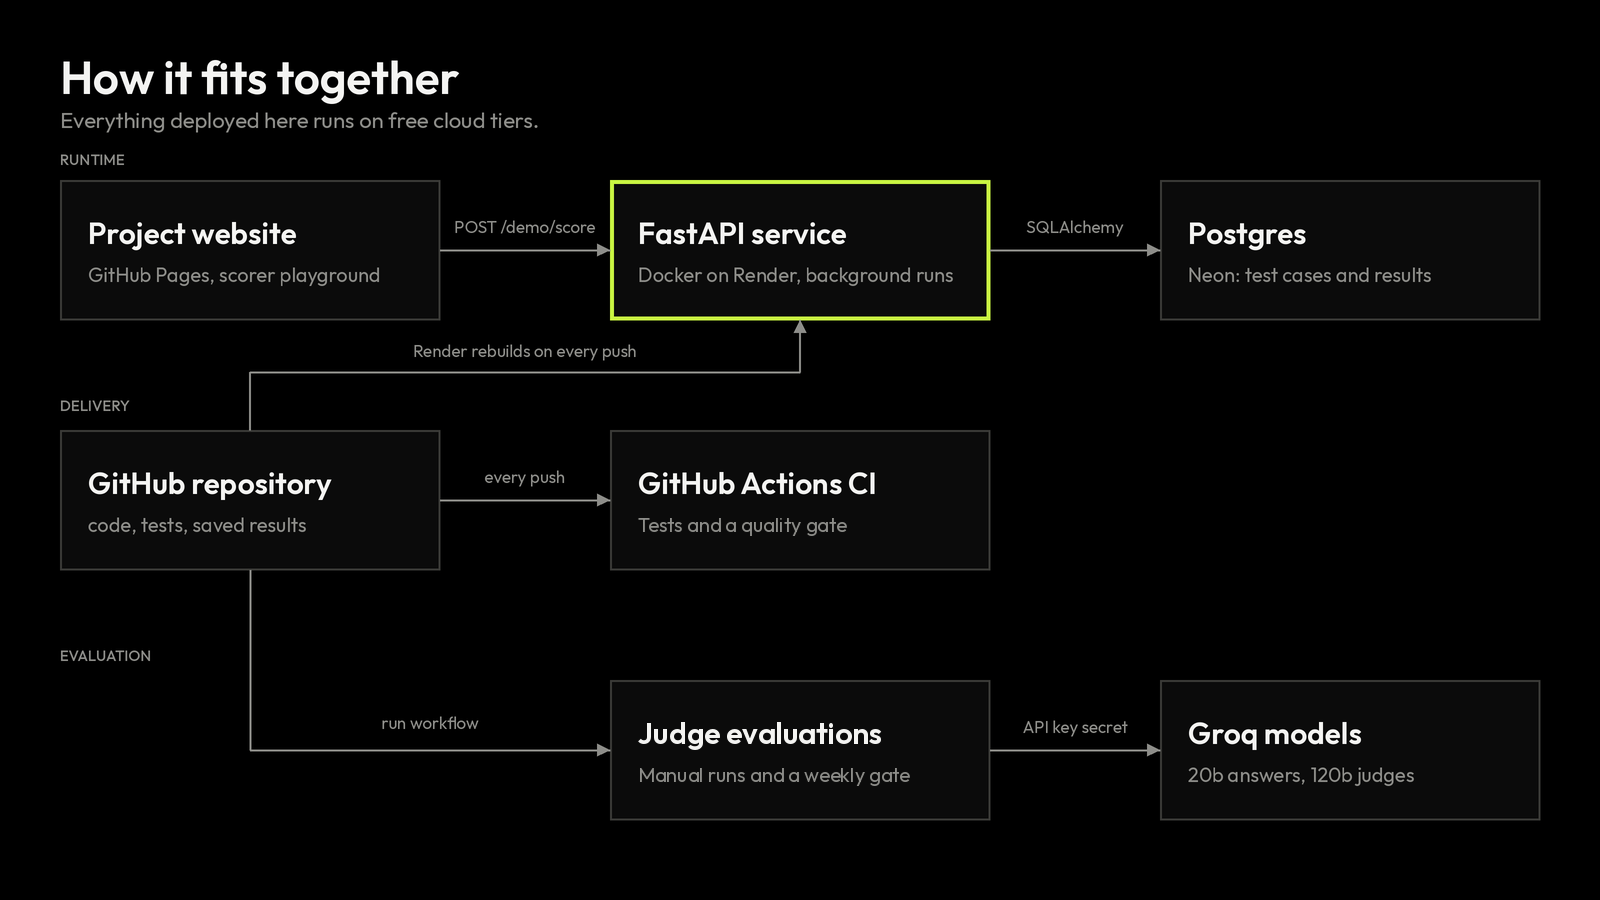 How it fits together
Everything deployed here runs on free cloud tiers.
RUNTIME
Project website
GitHub Pages, scorer playground
POST /demo/score
FastAPI service
Docker on Render, background runs
SQLAlchemy
Postgres
Neon: test cases and results
Render rebuilds on every push
DELIVERY
GitHub repository
code, tests, saved results
every push
GitHub Actions CI
Tests and a quality gate
EVALUATION
run workflow
Judge evaluations
Manual runs and a weekly gate
API key secret
Groq models
20b answers, 120b judges